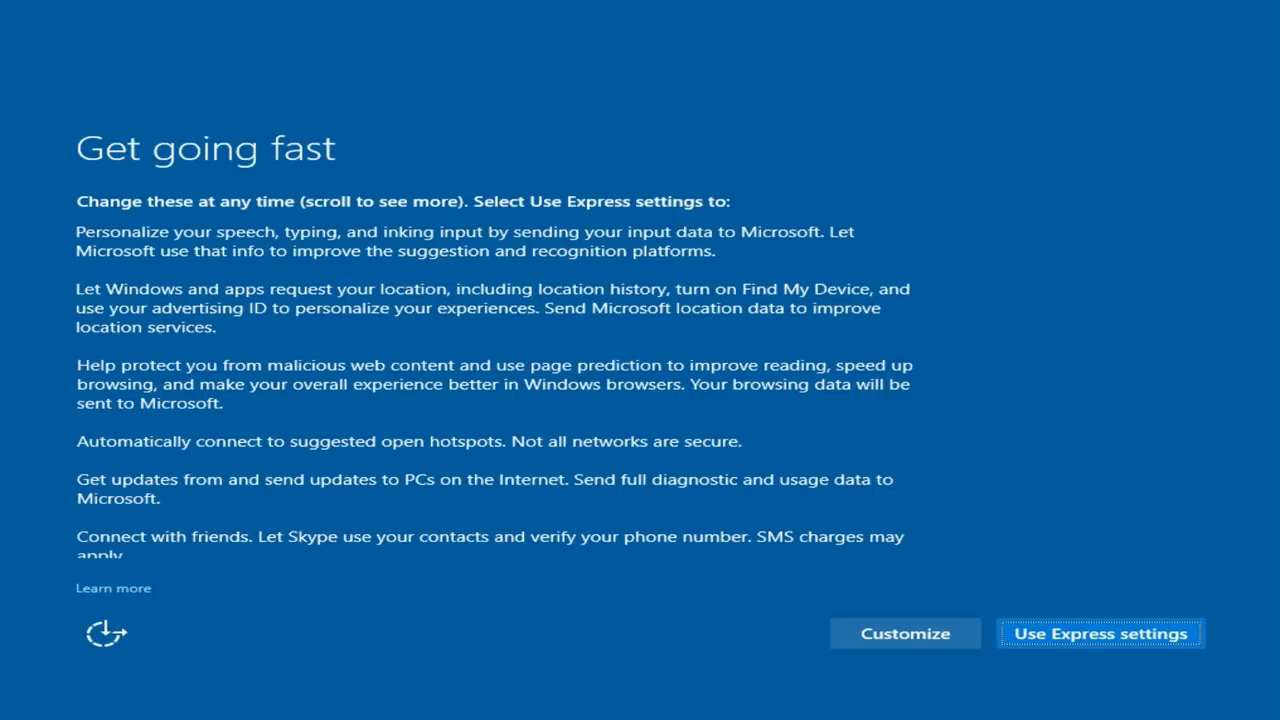 Get going fast
Change these at any time (scroll to see more). Select Use Express settings to:
Personalize your speech, typing, and inking input by sending your input data to Microsoft. Let
Microsoft use that info to improve the suggestion and recognition platforms.
Let Windows and apps request your location, including location history, turn on Find My Device, and
use your advertising ID to personalize your experiences. Send Microsoft location data to improve
location services.
Help protect you from malicious web content and use page prediction to improve reading, speed up
browsing, and make your overall experience better in Windows browsers. Your browsing data will be
sent to Microsoft.
Automatically connect to suggested open hotspots. Not all networks are secure.
Get updates from and send updates to PCs on the Internet. Send full diagnostic and usage data to
Microsoft.
Connect with friends. Let Skype use your contacts and verify your phone number. SMS charges may
apply.
Learn more
Customize
Use Express settings